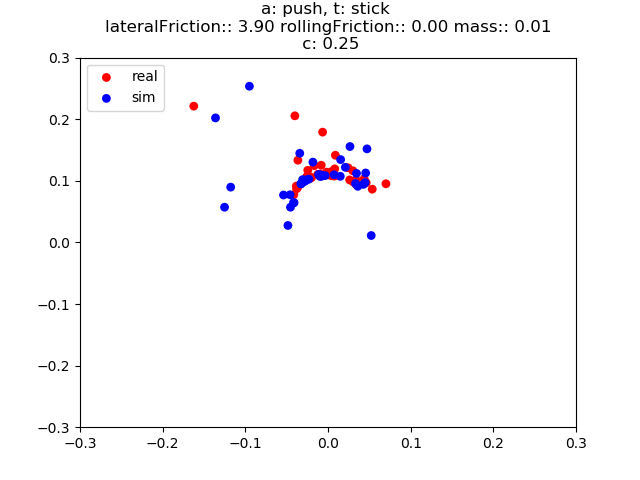 a: push, t: stick
lateralFriction:: 3.90 rollingFriction:: 0.00 mass:: 0.01
c: 0.25
real
sim
0.3
0.2
0.1
0.0
−0.1
−0.2
−0.3
−0.3 −0.2 −0.1 0.0 0.1 0.2 0.3